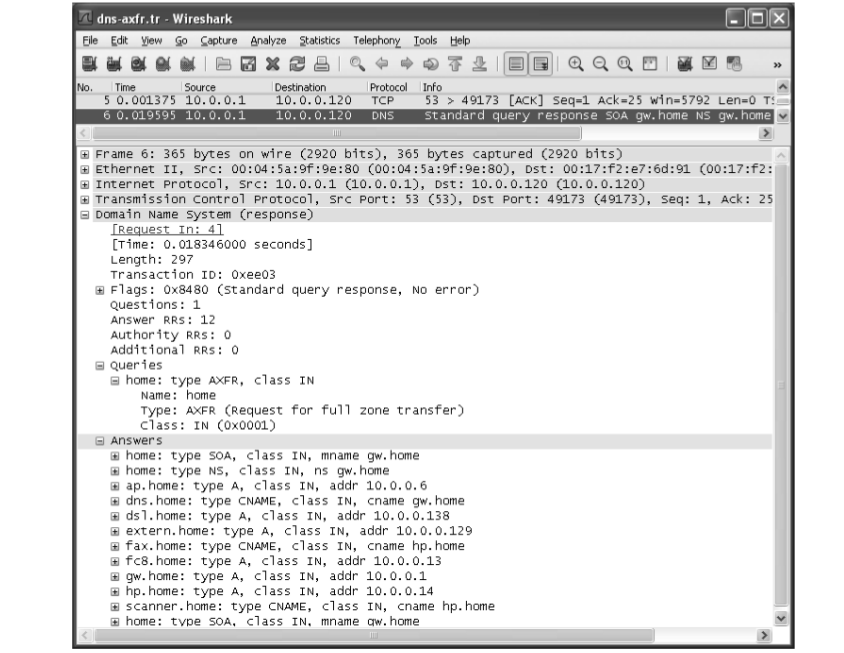 dns-axfr.tr - Wireshark
File Edit View Go Capture Analyze Statistics Telephony Tools Help
No. Time Source Destination Protocol Info
5 0.001375 10.0.0.1 10.0.0.120 TCP 53 > 49173 [ACK] Seq=1 Ack=25 Win=5792 Len=0
6 0.019595 10.0.0.1 10.0.0.120 DNS Standard query response SOA gw.home NS gw.home
Frame 6: 365 bytes on wire (2920 bits), 365 bytes captured (2920 bits)
Ethernet II, Src: 00:04:5a:9f:9e:80 (00:04:5a:9f:9e:80), Dst: 00:17:f2:e7:6d:91 (00:17:f2:
Internet Protocol, Src: 10.0.0.1 (10.0.0.1), Dst: 10.0.0.120 (10.0.0.120)
Transmission Control Protocol, Src Port: 53 (53), Dst Port: 49173 (49173), Seq: 1, Ack: 25
Domain Name System (response)
[Request In: 4]
[Time: 0.018346000 seconds]
Length: 297
Transaction ID: 0xee03
Flags: 0x8480 (Standard query response, No error)
Questions: 1
Answer RRs: 12
Authority RRs: 0
Additional RRs: 0
Queries
home: type AXFR, class IN
Name: home
Type: AXFR (Request for full zone transfer)
Class: IN (0x0001)
Answers
home: type SOA, class IN, mname gw.home
home: type NS, class IN, ns gw.home
ap.home: type A, class IN, addr 10.0.0.6
dns.home: type CNAME, class IN, cname gw.home
dsl.home: type A, class IN, addr 10.0.0.138
extern.home: type A, class IN, addr 10.0.0.129
fax.home: type CNAME, class IN, cname hp.home
fc8.home: type A, class IN, addr 10.0.0.13
gw.home: type A, class IN, addr 10.0.0.1
hp.home: type A, class IN, addr 10.0.0.14
scanner.home: type CNAME, class IN, cname hp.home
home: type SOA, class IN, mname gw.home